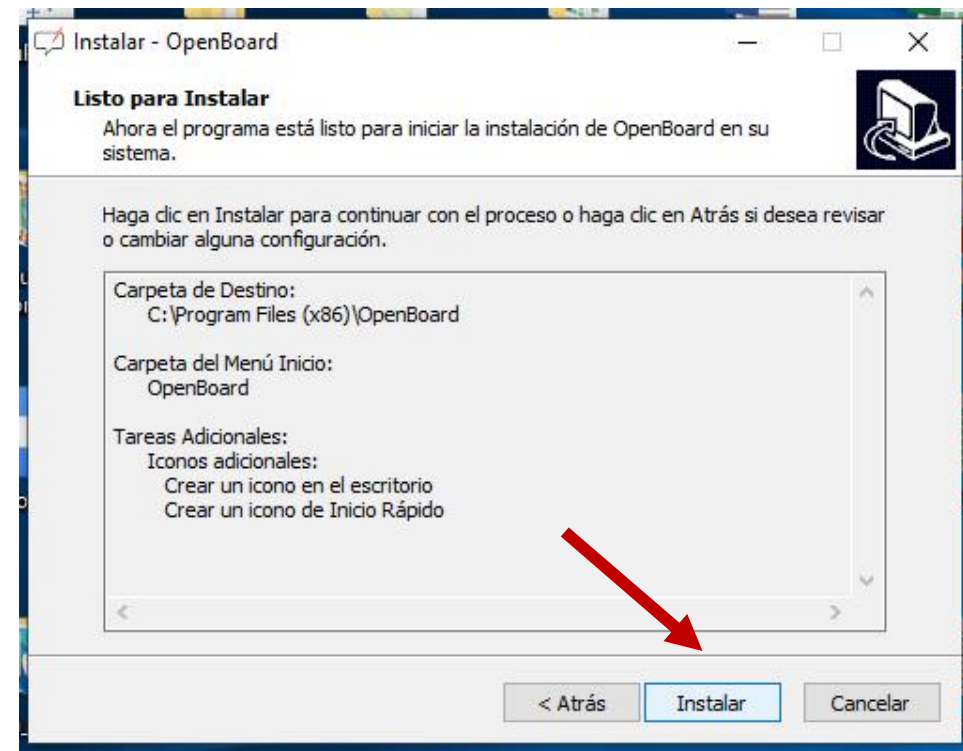 Instalar - OpenBoard
Listo para Instalar
Ahora el programa está listo para iniciar la instalación de OpenBoard en su
sistema.
Haga clic en Instalar para continuar con el proceso o haga clic en Atrás si desea revisar
o cambiar alguna configuración.
Carpeta de Destino:
C:\Program Files (x86)\OpenBoard
Carpeta del Menú Inicio:
OpenBoard
Tareas Adicionales:
Iconos adicionales:
Crear un icono en el escritorio
Crear un icono de Inicio Rápido
< Atrás
Instalar
Cancelar